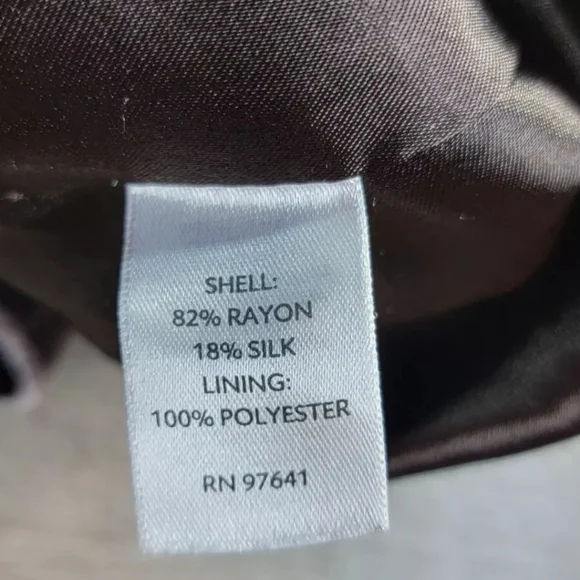 SHELL:
82% RAYON
18% SILK
LINING:
100% POLYESTER
RN 97641